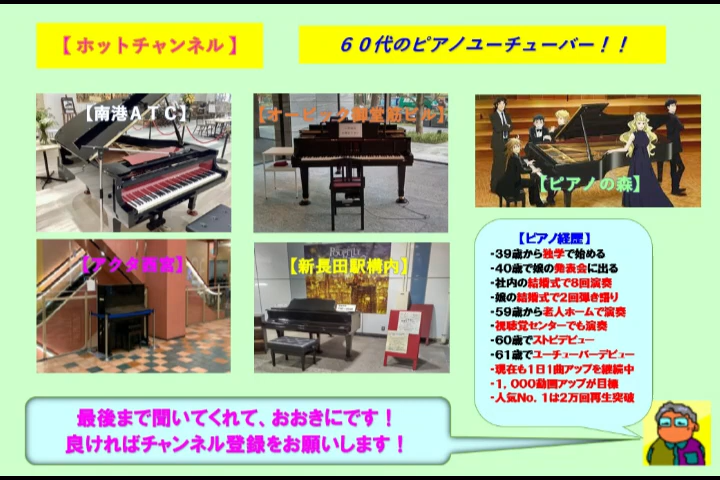 【 ホットチャンネル 】
６０代のピアノユーチューバー！！
【南港ＡＴＣ】
【オービック御堂筋ビル】
【ピアノの森】
【アクタ西宮】
【新長田駅構内】
【ピアノ経歴】
・39歳から独学で始める
・40歳で娘の発表会に出る
・社内の結婚式で8回演奏
・娘の結婚式で2回弾き語り
・59歳から老人ホームで演奏
・視聴覚センターでも演奏
・60歳でストピデビュー
・61歳でユーチューバーデビュー
・現在も1日1曲アップを継続中
・1，000動画アップが目標
・人気No．1は2万回再生突破
最後まで聞いてくれて、おおきにです！
良ければチャンネル登録をお願いします！